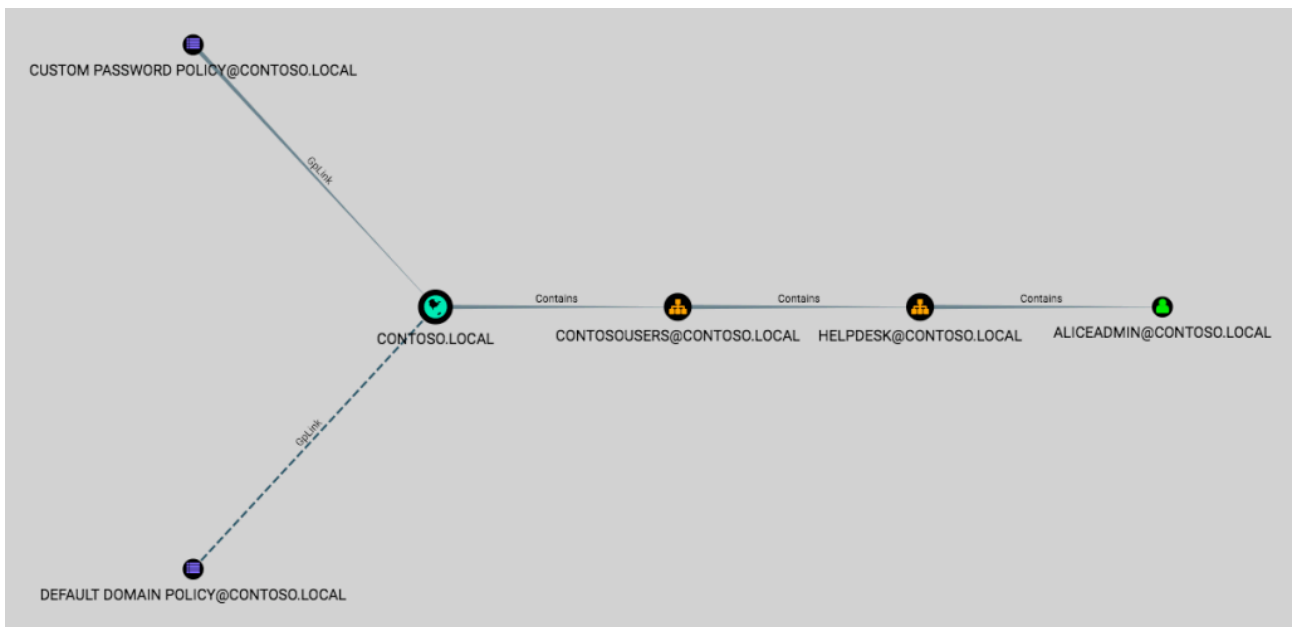 CUSTOM PASSWORD POLICY@CONTOSO.LOCAL
GpLink
Contains
Contains
Contains
CONTOSO.LOCAL
CONTOSOUSERS@CONTOSO.LOCAL
HELPDESK@CONTOSO.LOCAL
ALICEADMIN@CONTOSO.LOCAL
GpLink
DEFAULT DOMAIN POLICY@CONTOSO.LOCAL